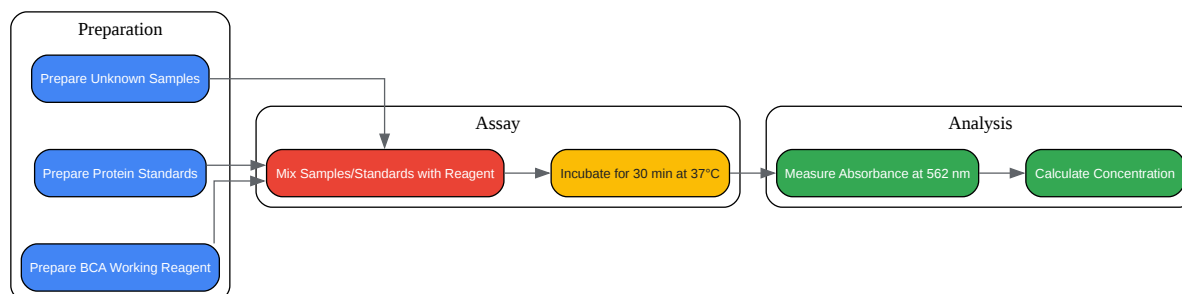 Preparation
Prepare Unknown Samples
Prepare Protein Standards
Prepare BCA Working Reagent
Assay
Mix Samples/Standards with Reagent
Incubate for 30 min at 37°C
Analysis
Measure Absorbance at 562 nm
Calculate Concentration